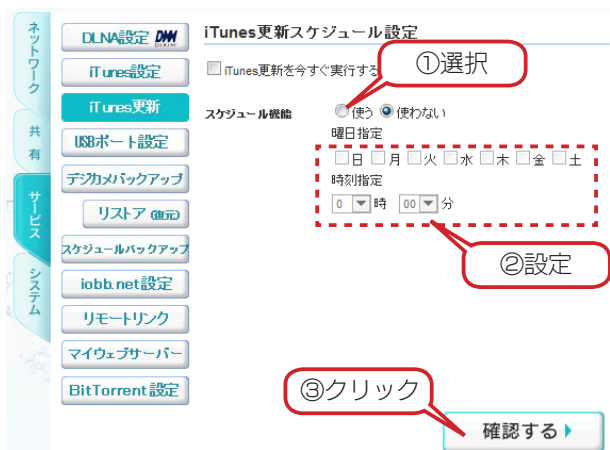 ネットワーク
共有
サービス
システム
DLNA設定 DMM
iTunes設定
iTunes更新
USBポート設定
デジカメバックアップ
リストア(復元)
スケジュールバックアップ
iobb.net設定
リモートリンク
マイウェブサーバー
BitTorrent設定
iTunes更新スケジュール設定
iTunes更新を今すぐ実行する
①選択
スケジュール機能 使う 使わない
曜日指定
日 月 火 水 木 金 土
時刻指定
0 時 00 分
②設定
③クリック
確認する